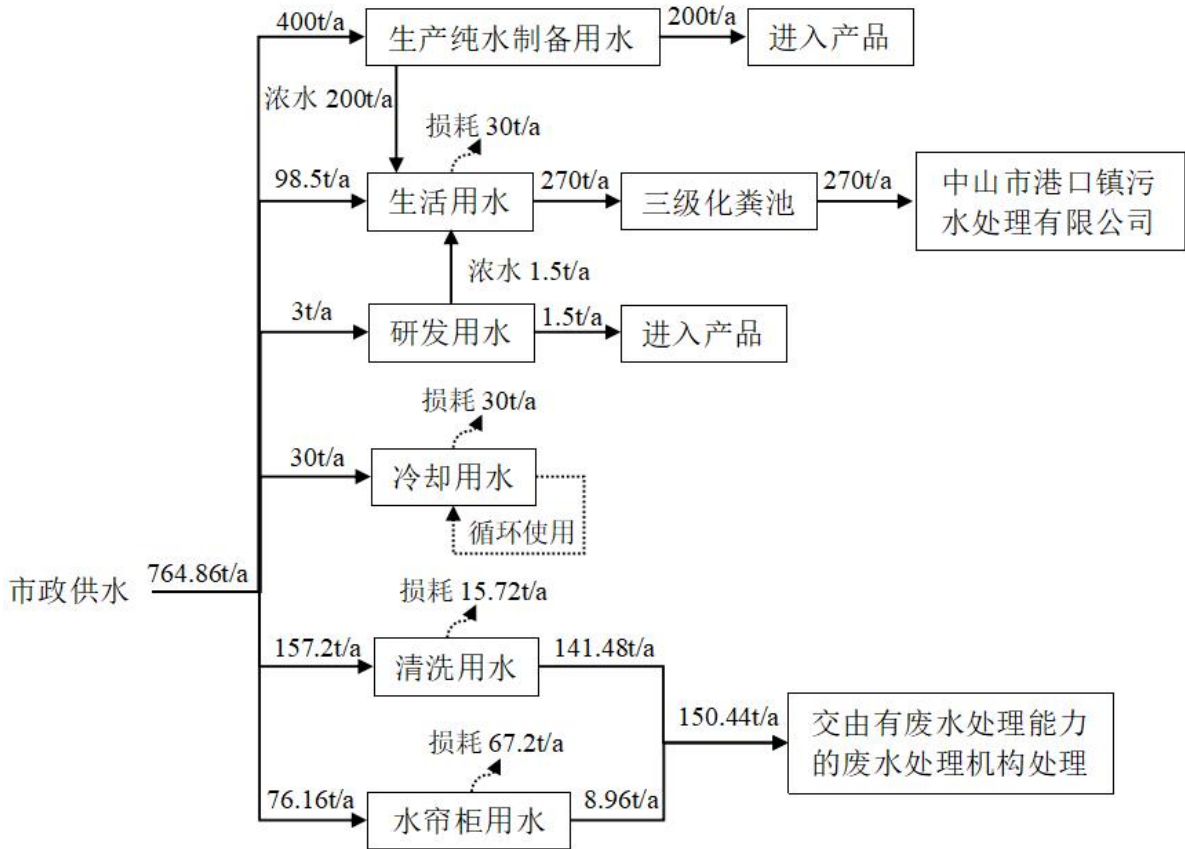 400t/a
生产纯水制备用水
200t/a
进入产品
浓水 200t/a
损耗 30t/a
98.5t/a
生活用水
270t/a
三级化粪池
270t/a
中山市港口镇污
水处理有限公司
浓水 1.5t/a
3t/a
研发用水
1.5t/a
进入产品
损耗 30t/a
30t/a
冷却用水
循环使用
市政供水
764.86t/a
损耗 15.72t/a
157.2t/a
清洗用水
141.48t/a
150.44t/a
交由有废水处理能力
的废水处理机构处理
损耗 67.2t/a
76.16t/a
水帘柜用水
8.96t/a